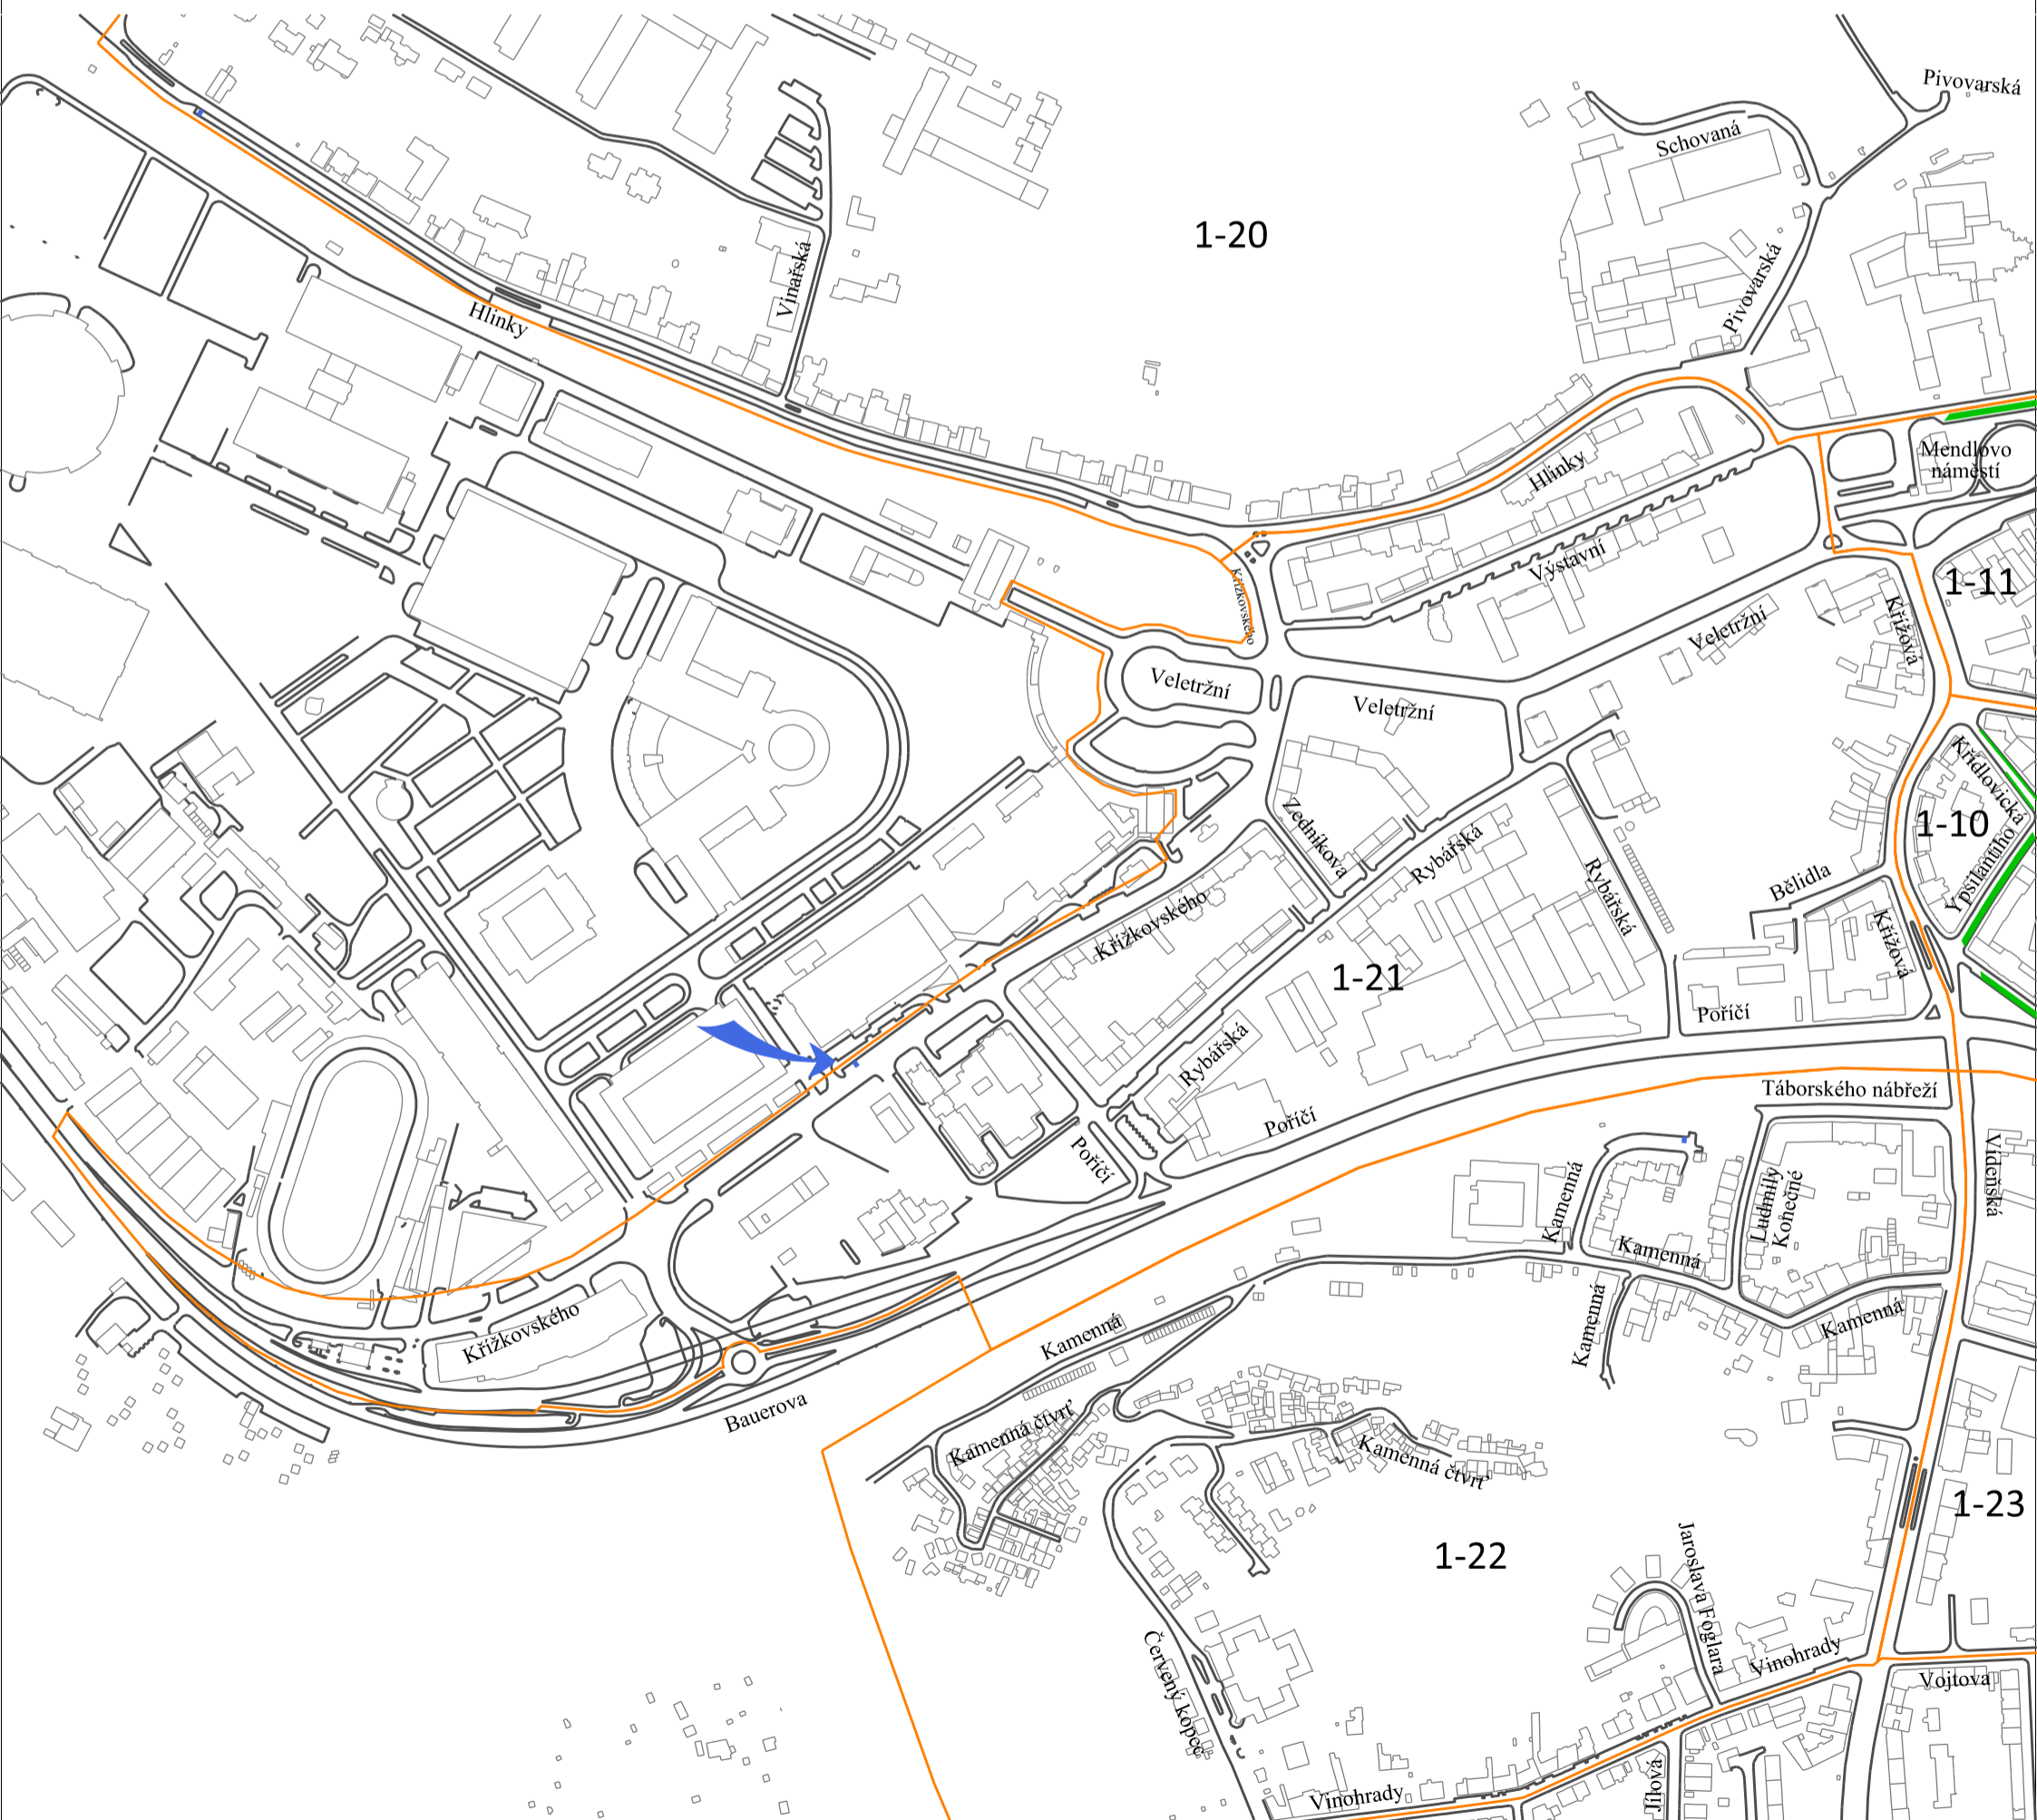 Pivovarská
Schovaná
1-20
Vinařská
Pivovarská
Hlinky
Mendlovo
náměstí
Hlinky
Výstavní
1-11
Křížkovského
Křížová
Veletržní
Veletržní
Veletržní
Křídlovická
1-10
Zedníkova
Rybářská
Ypsilantiho
Rybářská
Bělidla
Křížkovského
Křížová
1-21
Poříčí
Rybářská
Táborského nábřeží
Poříčí
Poříčí
Vídeňská
Kamenná
Ludmily
Konečné
Kamenná
Křížkovského
Kamenná
Kamenná
Kamenná
Bauerova
Kamenná čtvrť
Kamenná čtvrť
1-23
1-22
Jaroslava Foglara
Červený kopec
Vinohrady
Vojtova
Jílová
Vinohrady